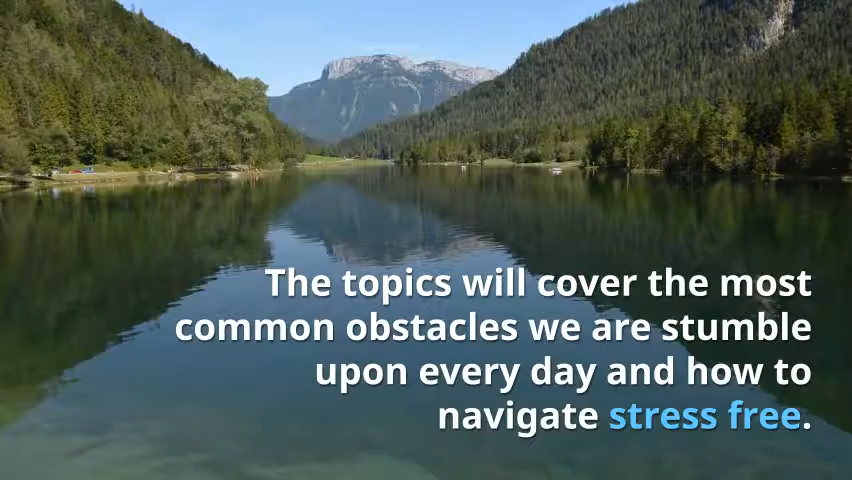 The topics will cover the most
common obstacles we are stumble
upon every day and how to
navigate stress free.